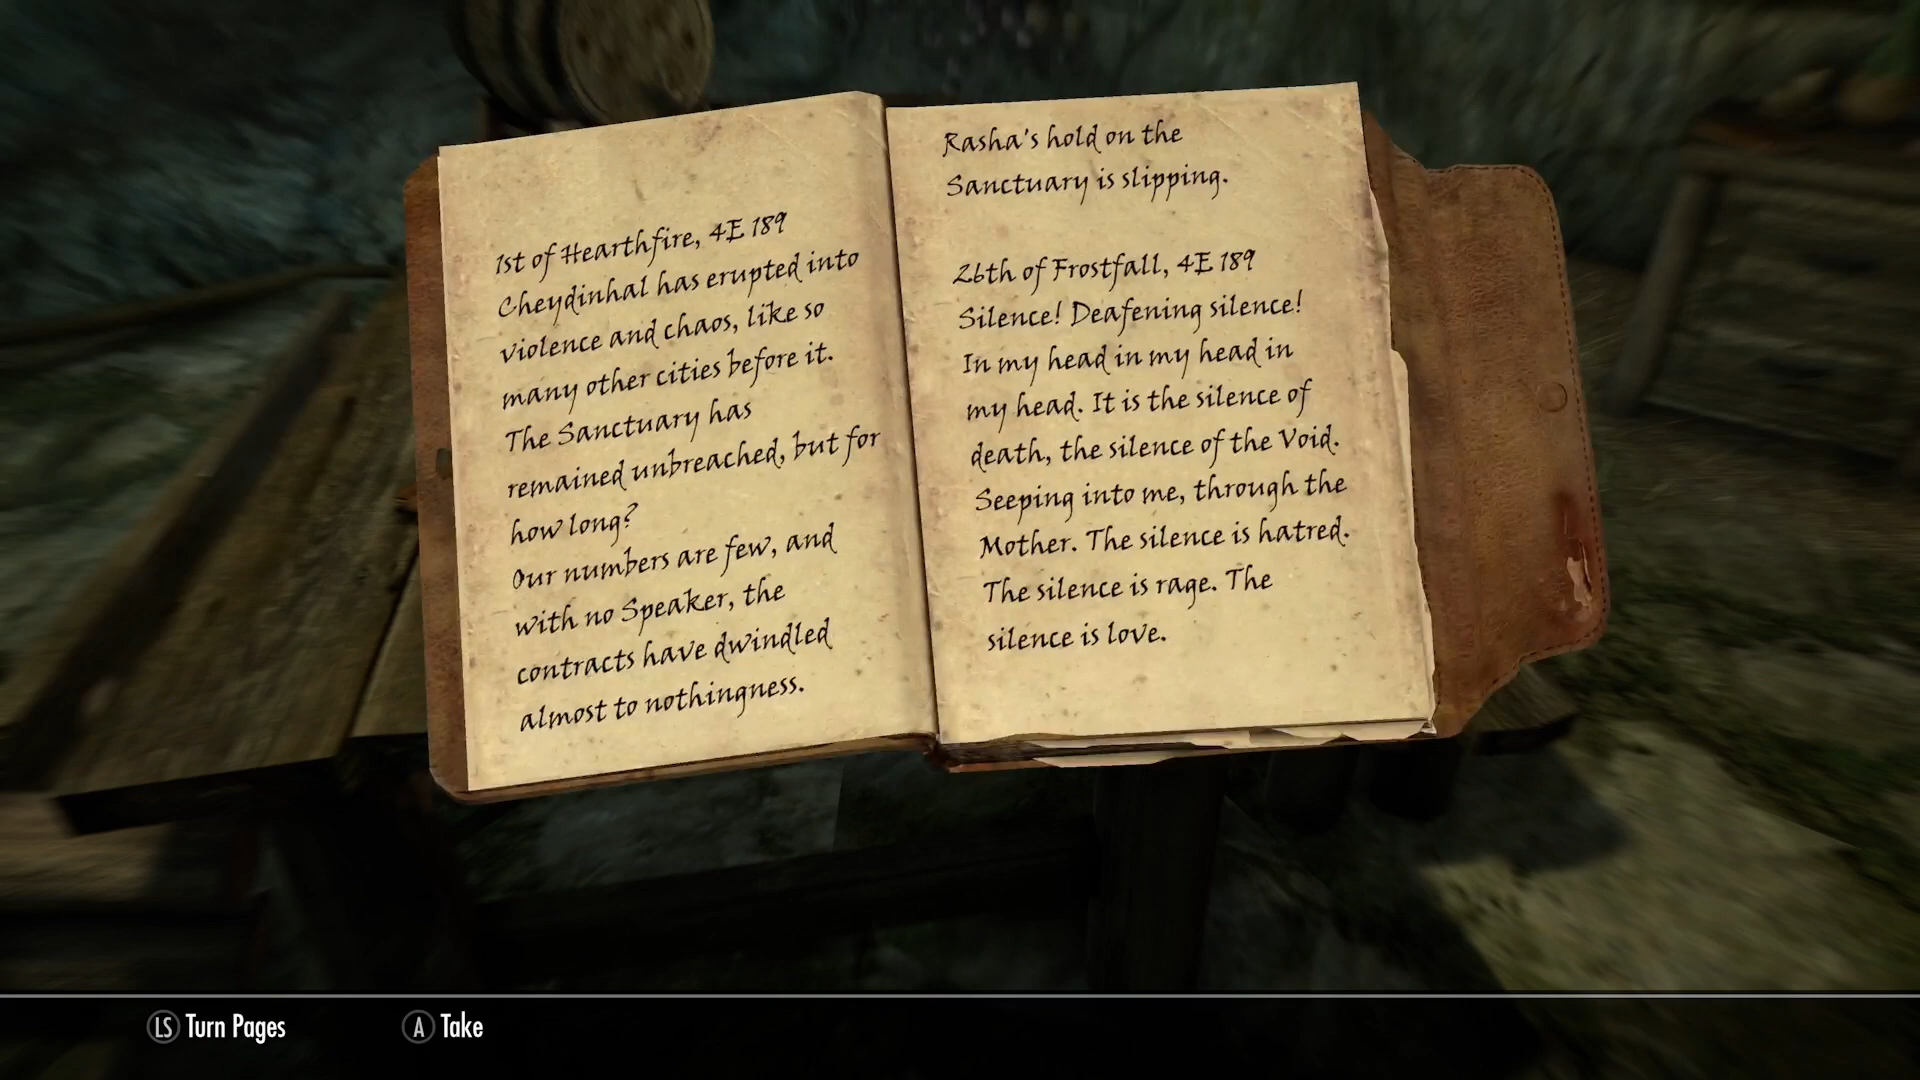 1st of Hearthfire, 4E 189
Cheydinhal has erupted into
violence and chaos, like so
many other cities before it.
The Sanctuary has
remained unbreached, but for
how long?
Our numbers are few, and
with no Speaker, the
contracts have dwindled
almost to nothingness.
Rasha's hold on the
Sanctuary is slipping.
26th of Frostfall, 4E 189
Silence! Deafening silence!
In my head in my head in
my head. It is the silence of
death, the silence of the Void.
Seeping into me, through the
Mother. The silence is hatred.
The silence is rage. The
silence is love.
LS Turn Pages
A Take